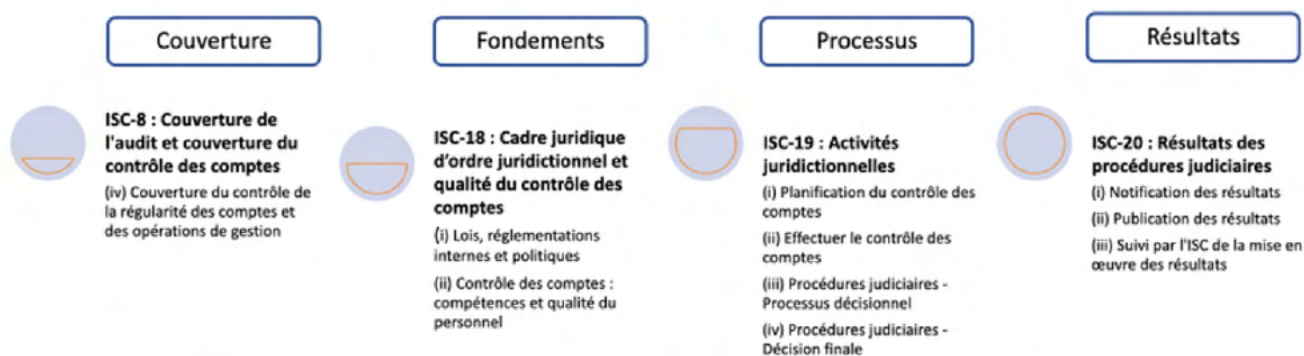 Couverture
Fondements
Processus
Résultats
ISC-8 : Couverture de
l'audit et couverture du
contrôle des comptes
(iv) Couverture du contrôle de
la régularité des comptes et
des opérations de gestion
ISC-18 : Cadre juridique
d'ordre juridictionnel et
qualité du contrôle des
comptes
(i) Lois, réglementations
internes et politiques
(ii) Contrôle des comptes :
compétences et qualité du
personnel
ISC-19 : Activités
juridictionnelles
(i) Planification du contrôle des
comptes
(ii) Effectuer le contrôle des
comptes
(iii) Procédures judiciaires -
Processus décisionnel
(iv) Procédures judiciaires -
Décision finale
ISC-20 : Résultats des
procédures judiciaires
(i) Notification des résultats
(ii) Publication des résultats
(iii) Suivi par l'ISC de la mise en
œuvre des résultats